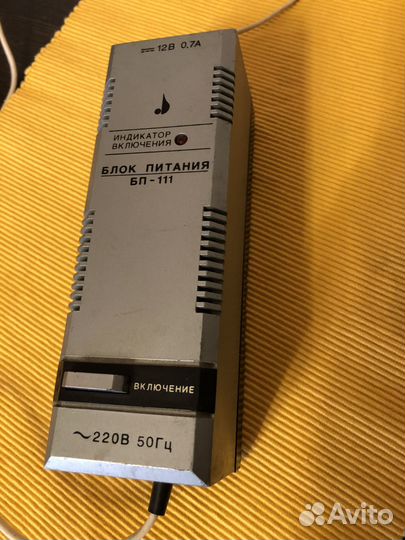 ⎓ 12В 0.7А
ИНДИКАТОР
ВКЛЮЧЕНИЯ
БЛОК ПИТАНИЯ
БП-111
ВКЛЮЧЕНИЕ
~220В 50Гц
Avito